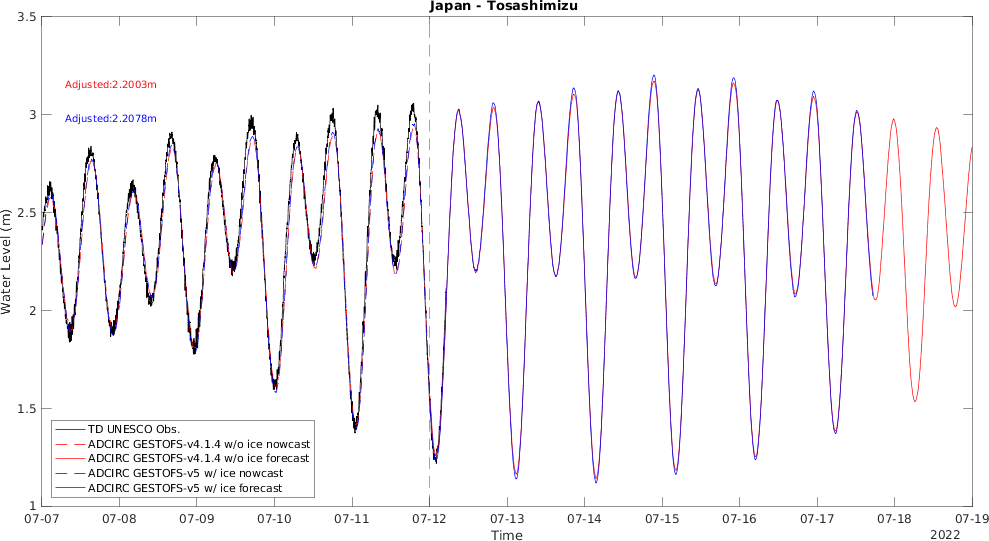 Japan - Tosashimizu
3.5
3
2.5
2
1.5
1
Water Level (m)
Adjusted:2.2003m
Adjusted:2.2078m
TD UNESCO Obs.
ADCIRC GESTOFS-v4.1.4 w/o ice nowcast
ADCIRC GESTOFS-v4.1.4 w/o ice forecast
ADCIRC GESTOFS-v5 w/ ice nowcast
ADCIRC GESTOFS-v5 w/ ice forecast
07-07 07-08 07-09 07-10 07-11 07-12 07-13 07-14 07-15 07-16 07-17 07-18 07-19
Time
2022